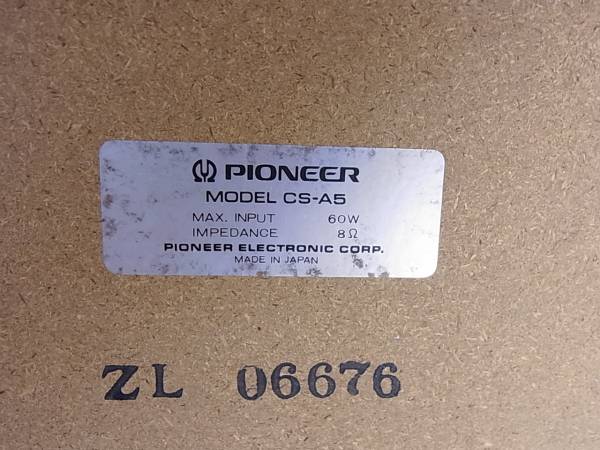 PIONEER
MODEL CS-A5
MAX. INPUT 60W
IMPEDANCE 8Ω
PIONEER ELECTRONIC CORP.
MADE IN JAPAN
ZL 06676